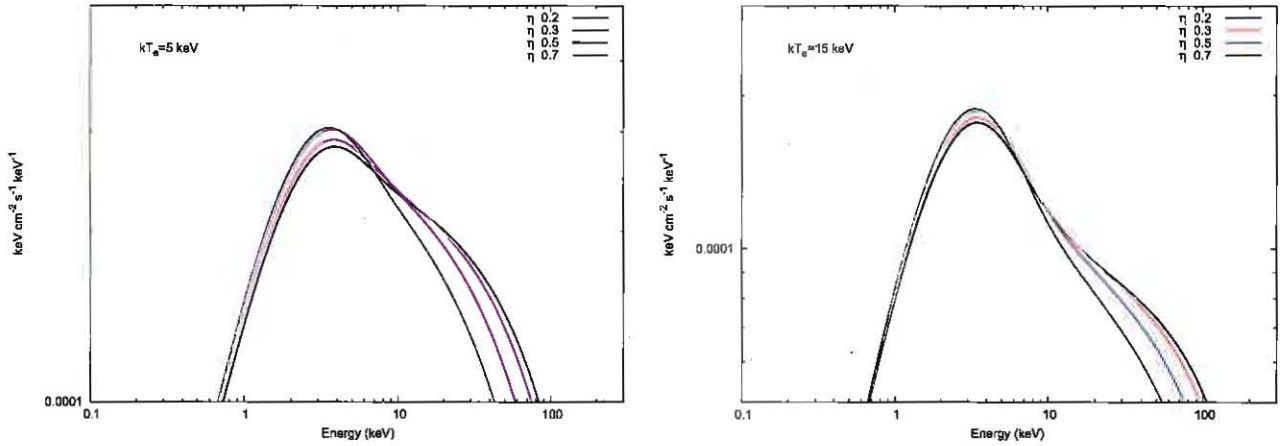 η 0.2
η 0.3
η 0.5
η 0.7
kTe=5 keV
keV cm-2 s-1 keV-1
0.0001
0.1
1
10
100
Energy (keV)
η 0.2
η 0.3
η 0.5
η 0.7
kTe=15 keV
keV cm-2 s-1 keV-1
0.0001
0.1
1
10
100
Energy (keV)